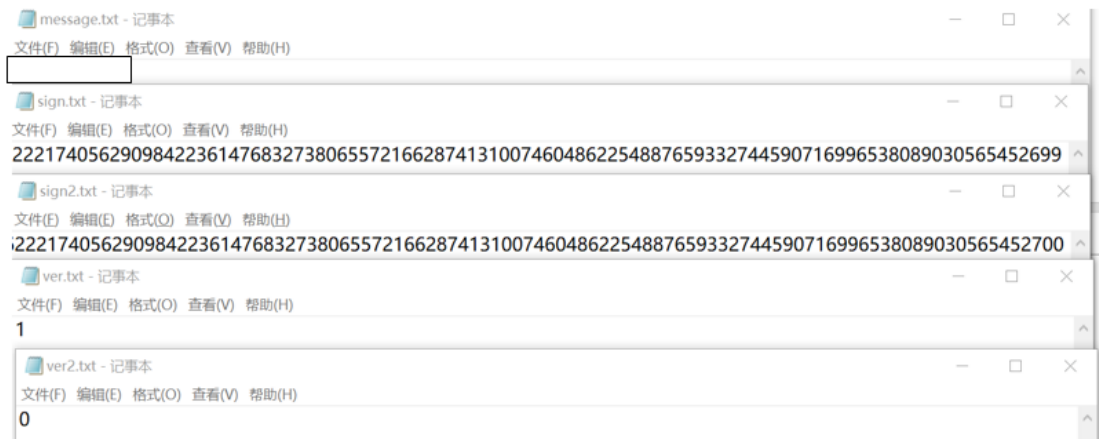 message.txt - 记事本
文件(F) 编辑(E) 格式(O) 查看(V) 帮助(H)
sign.txt - 记事本
文件(F) 编辑(E) 格式(O) 查看(V) 帮助(H)
2221740562909842236147683273806557216628741310074604862254887659332744590716996538089030565452699
sign2.txt - 记事本
文件(F) 编辑(E) 格式(O) 查看(V) 帮助(H)
2221740562909842236147683273806557216628741310074604862254887659332744590716996538089030565452700
ver.txt - 记事本
文件(F) 编辑(E) 格式(O) 查看(V) 帮助(H)
1
ver2.txt - 记事本
文件(F) 编辑(E) 格式(O) 查看(V) 帮助(H)
0